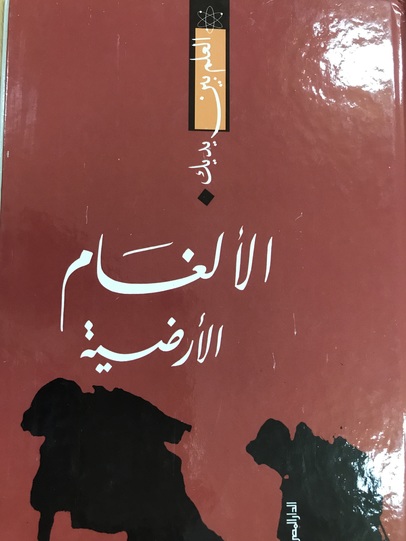 العلم بين يديك
الألغام
الأرضية